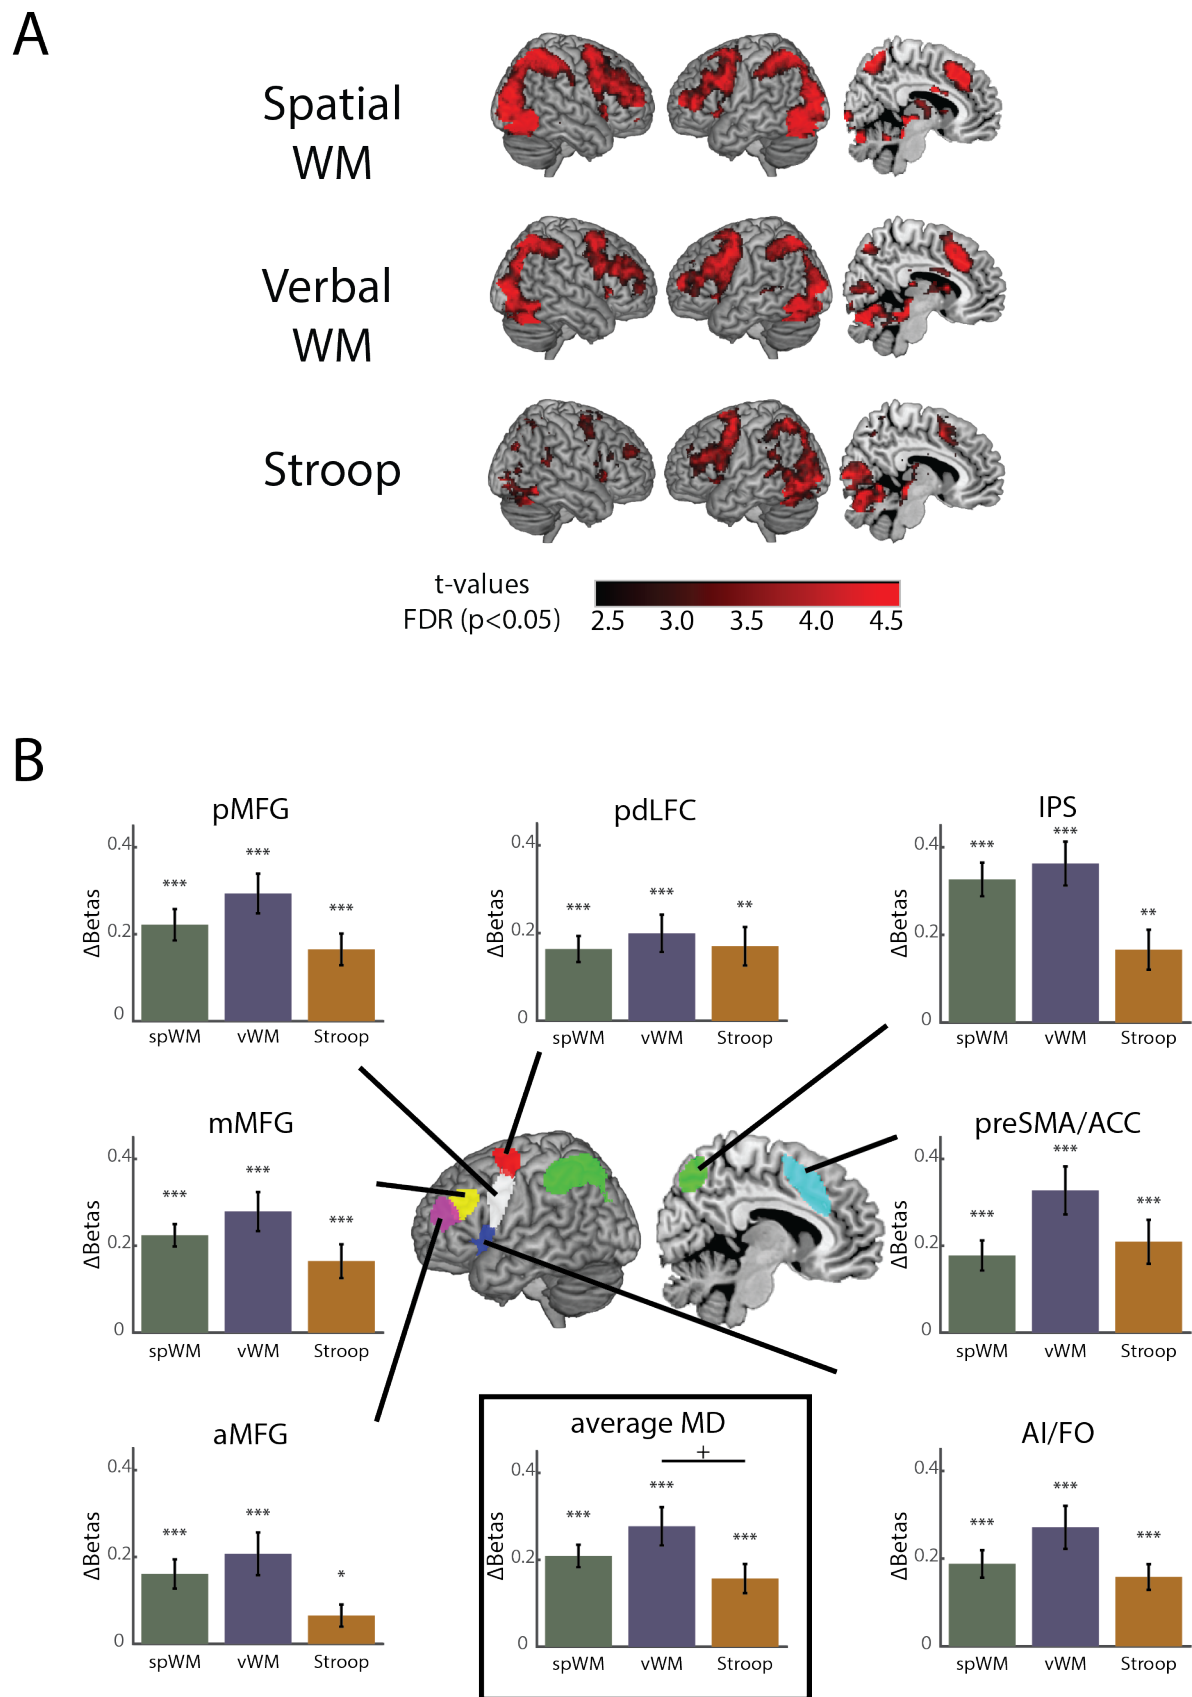 A
Spatial
WM
Verbal
WM
Stroop
t-values
FDR (p<0.05)
2.5 3.0 3.5 4.0 4.5
B
pMFG
0.4
0.2
0
ΔBetas
***
***
***
spWM vWM Stroop
pdLFC
0.4
0.2
0
ΔBetas
***
***
**
spWM vWM Stroop
IPS
0.4
0.2
0
ΔBetas
***
***
**
spWM vWM Stroop
mMFG
0.4
0.2
0
ΔBetas
***
***
***
spWM vWM Stroop
preSMA/ACC
0.4
0.2
0
ΔBetas
***
***
***
spWM vWM Stroop
aMFG
0.4
0.2
0
ΔBetas
***
***
*
spWM vWM Stroop
average MD
+
0.4
0.2
0
ΔBetas
***
***
***
spWM vWM Stroop
AI/FO
0.4
0.2
0
ΔBetas
***
***
***
spWM vWM Stroop